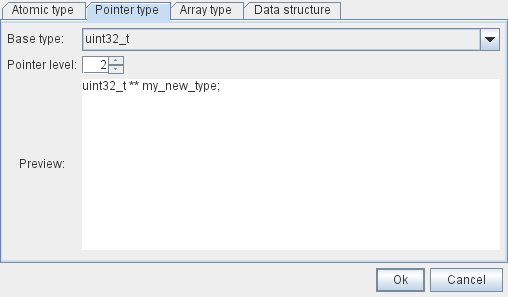 Atomic type Pointer type Array type Data structure
Base type: uint32_t
Pointer level: 2
uint32_t ** my_new_type;
Preview:
Ok Cancel